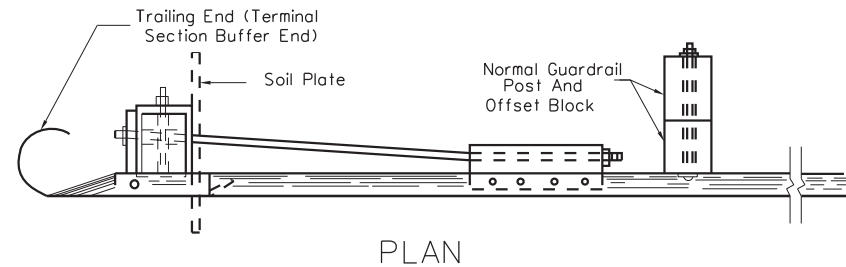 Trailing End (Terminal
Section Buffer End)
Soil Plate
Normal Guardrail
Post And
Offset Block
PLAN